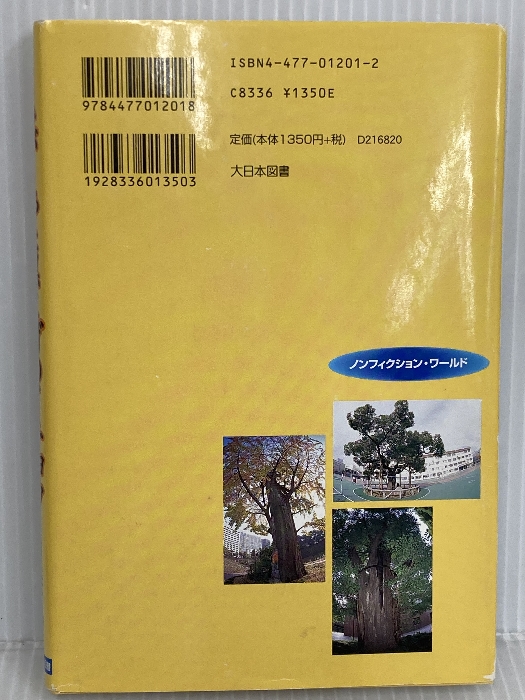 ISBN4-477-01201-2
9784477012018
C8336 ¥1350E
定価(本体1350円+税) D216820
1928336013503
大日本図書
ノンフィクション・ワールド